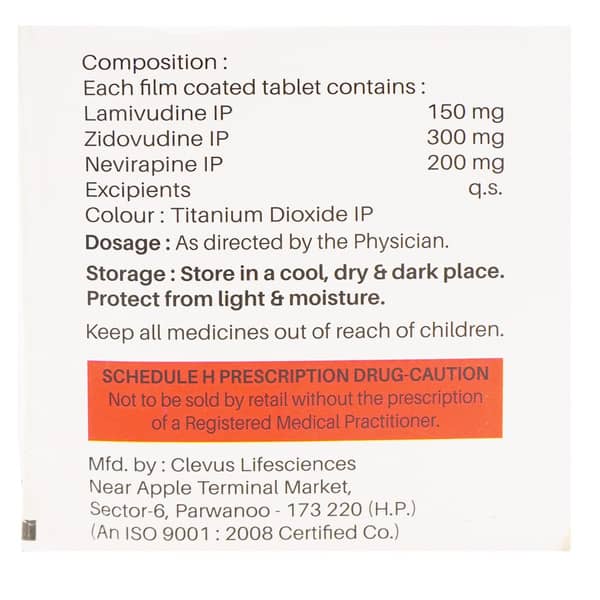 Composition :
Each film coated tablet contains :
Lamivudine IP 150 mg
Zidovudine IP 300 mg
Nevirapine IP 200 mg
Excipients q.s.
Colour : Titanium Dioxide IP
Dosage : As directed by the Physician.
Storage : Store in a cool, dry & dark place.
Protect from light & moisture.
Keep all medicines out of reach of children.
SCHEDULE H PRESCRIPTION DRUG-CAUTION
Not to be sold by retail without the prescription
of a Registered Medical Practitioner.
Mfd. by : Clevus Lifesciences
Near Apple Terminal Market,
Sector-6, Parwanoo - 173 220 (H.P.)
(An ISO 9001 : 2008 Certified Co.)